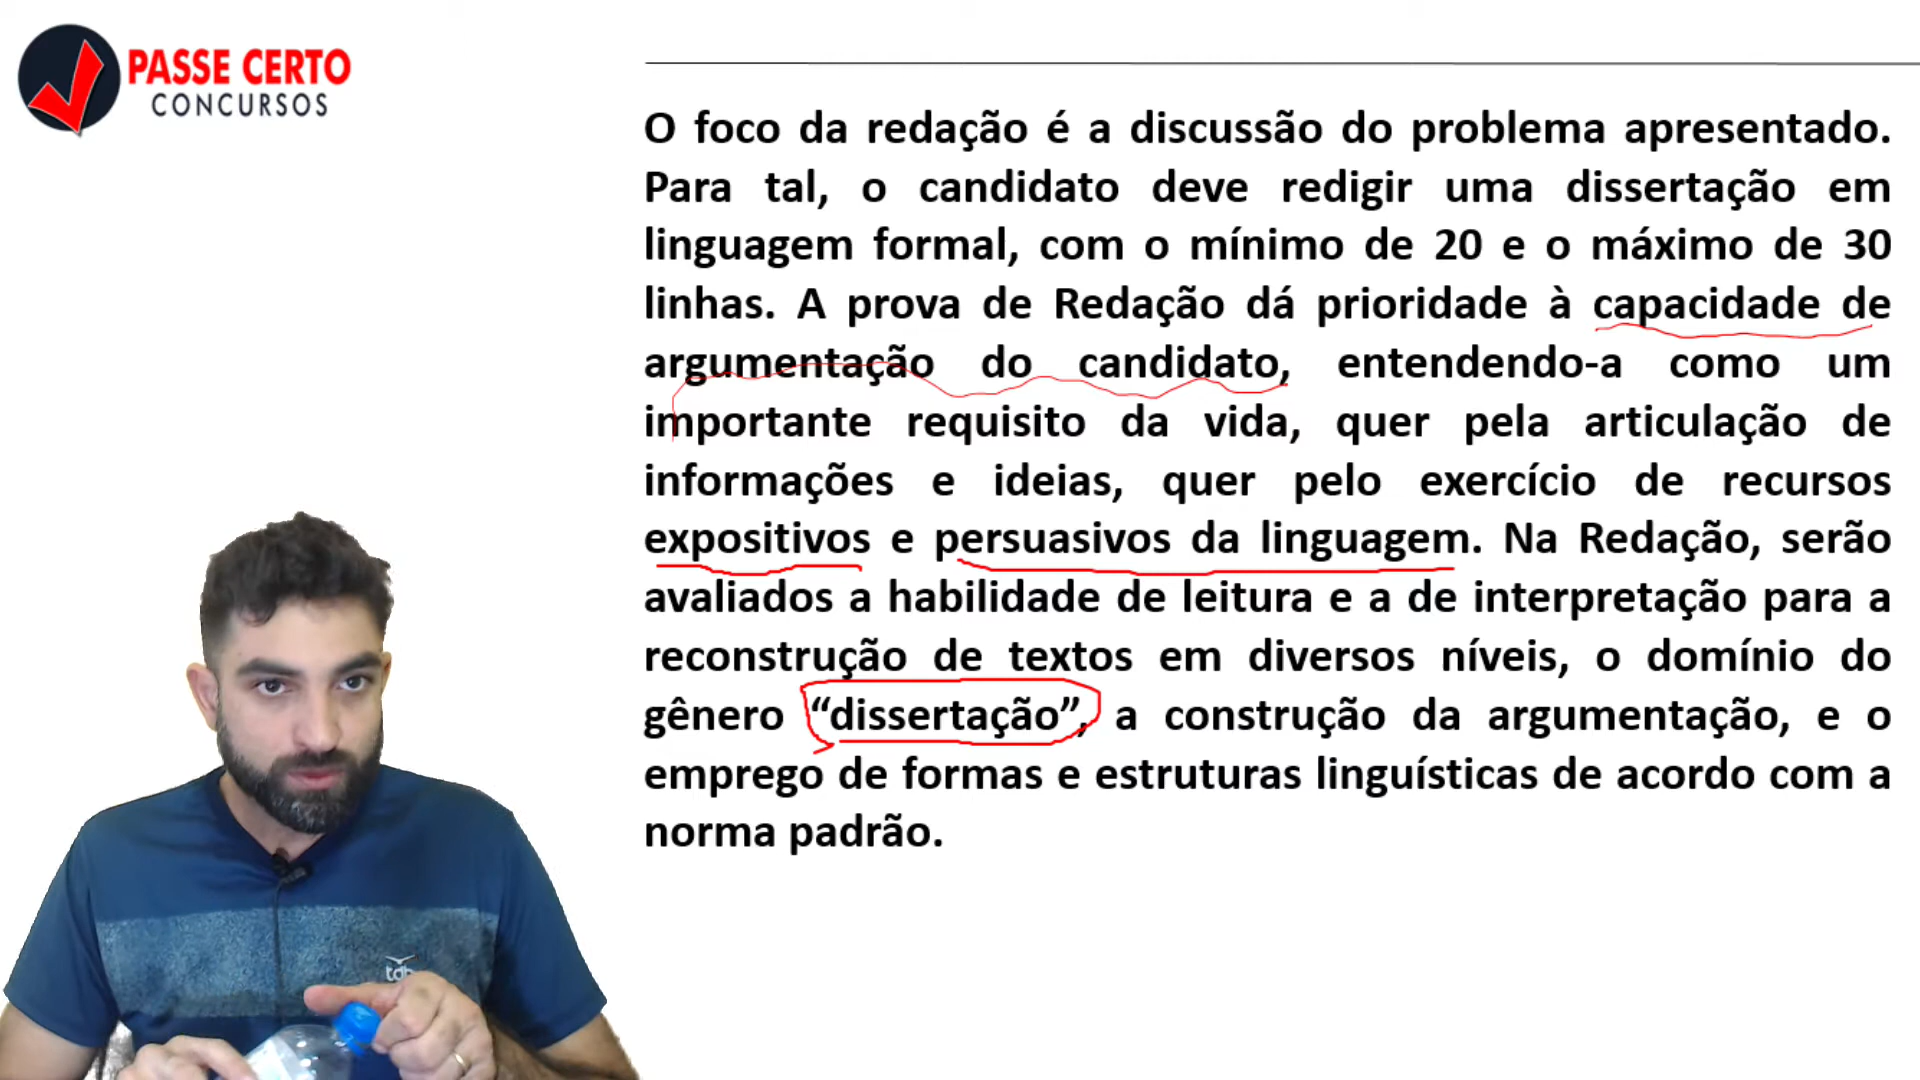 PASSE CERTO
CONCURSOS
O foco da redação é a discussão do problema apresentado.
Para tal, o candidato deve redigir uma dissertação em
linguagem formal, com o mínimo de 20 e o máximo de 30
linhas. A prova de Redação dá prioridade à capacidade de
argumentação do candidato, entendendo-a como um
importante requisito da vida, quer pela articulação de
informações e ideias, quer pelo exercício de recursos
expositivos e persuasivos da linguagem. Na Redação, serão
avaliados a habilidade de leitura e a de interpretação para a
reconstrução de textos em diversos níveis, o domínio do
gênero “dissertação”, a construção da argumentação, e o
emprego de formas e estruturas linguísticas de acordo com a
norma padrão.